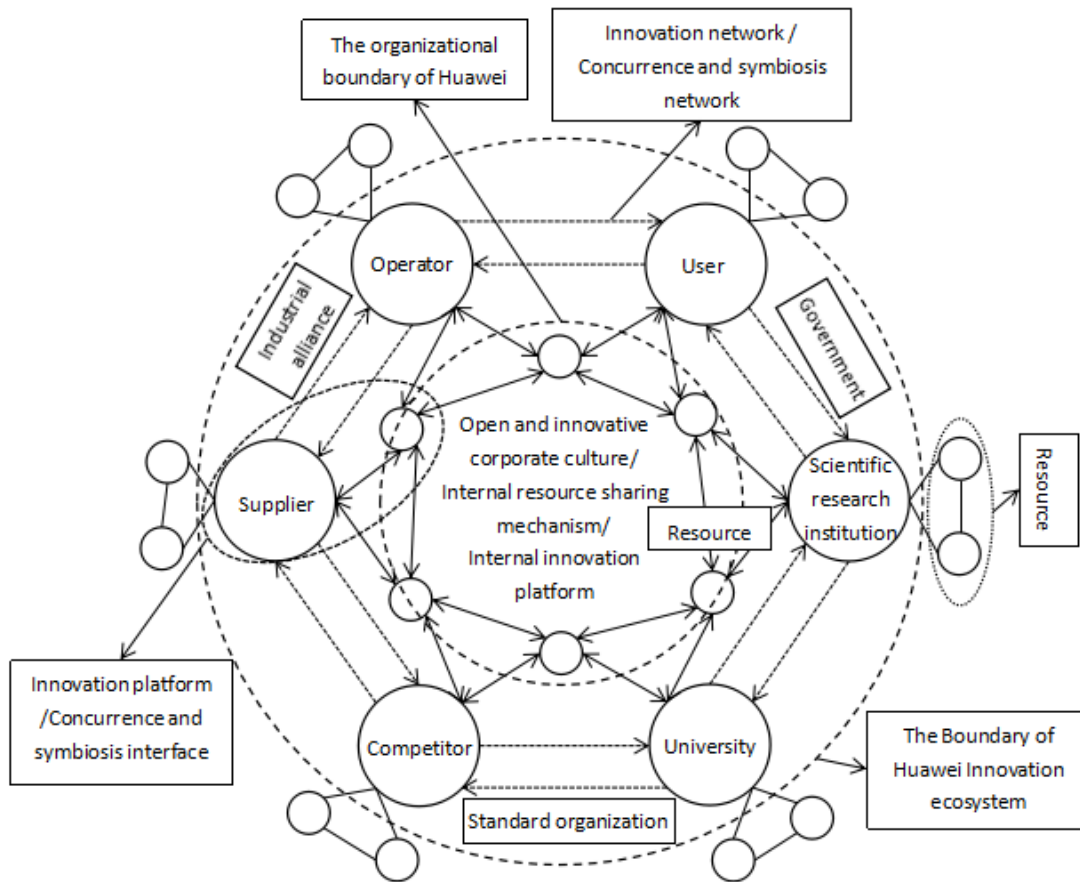 The organizational
boundary of Huawei
Innovation network /
Concurrence and symbiosis
network
Operator
User
Industrial
alliance
Government
Open and innovative
corporate culture/
Internal resource sharing
mechanism/
Internal innovation
platform
Resource
Supplier
Scientific
research
institution
Resource
Innovation platform
/Concurrence and
symbiosis interface
Competitor
University
Standard organization
The Boundary of
Huawei Innovation
ecosystem